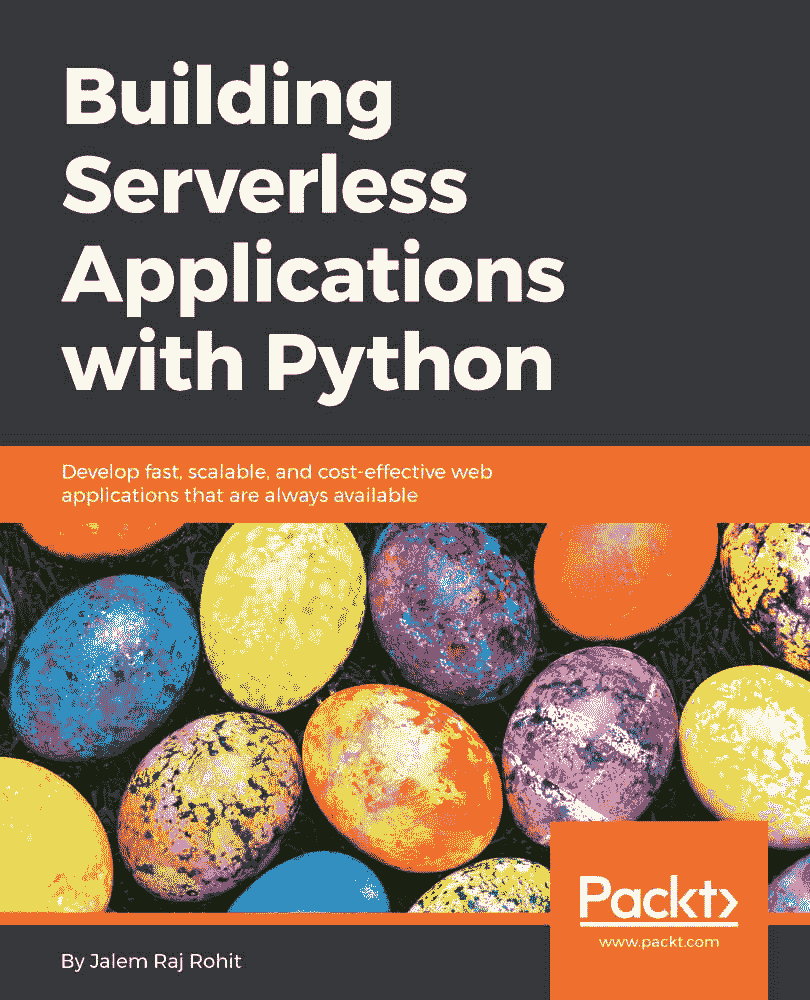 Building
Serverless
Applications
with Python
Develop fast, scalable, and cost-effective web
applications that are always available
Packt>
www.packt.com
By Jalem Raj Rohit